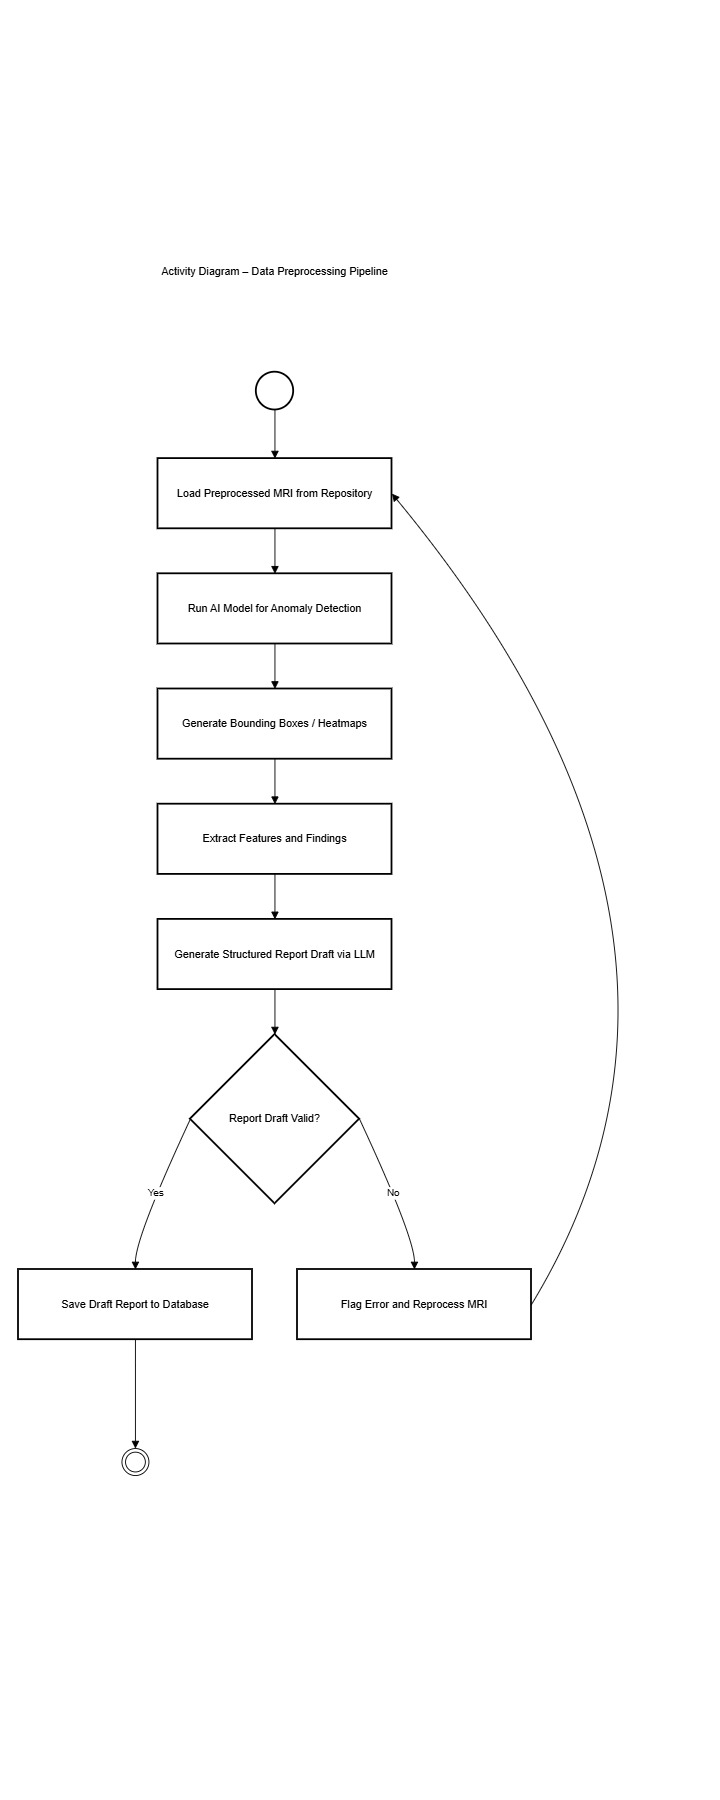 Activity Diagram – Data Preprocessing Pipeline
Load Preprocessed MRI from Repository
Run AI Model for Anomaly Detection
Generate Bounding Boxes / Heatmaps
Extract Features and Findings
Generate Structured Report Draft via LLM
Report Draft Valid?
Yes
No
Save Draft Report to Database
Flag Error and Reprocess MRI